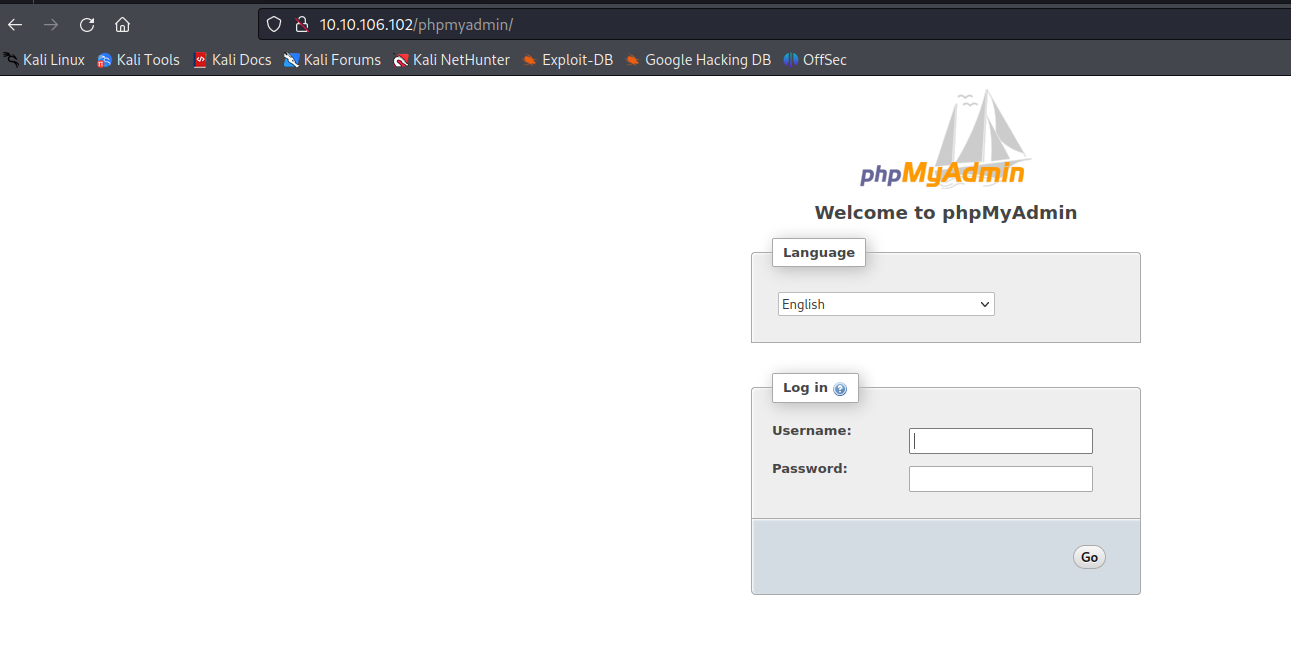 10.10.106.102/phpmyadmin/
Kali Linux Kali Tools Kali Docs Kali Forums Kali NetHunter Exploit-DB Google Hacking DB OffSec
phpMyAdmin
Welcome to phpMyAdmin
Language
English
Log in
Username:
Password:
Go